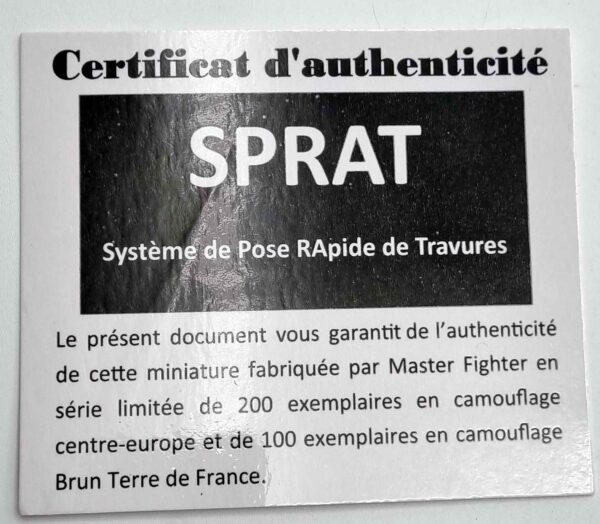 Certificat d'authenticité
SPRAT
Système de Pose RApide de Travures
Le présent document vous garantit de l'authenticité
de cette miniature fabriquée par Master Fighter en
série limitée de 200 exemplaires en camouflage
centre-europe et de 100 exemplaires en camouflage
Brun Terre de France.